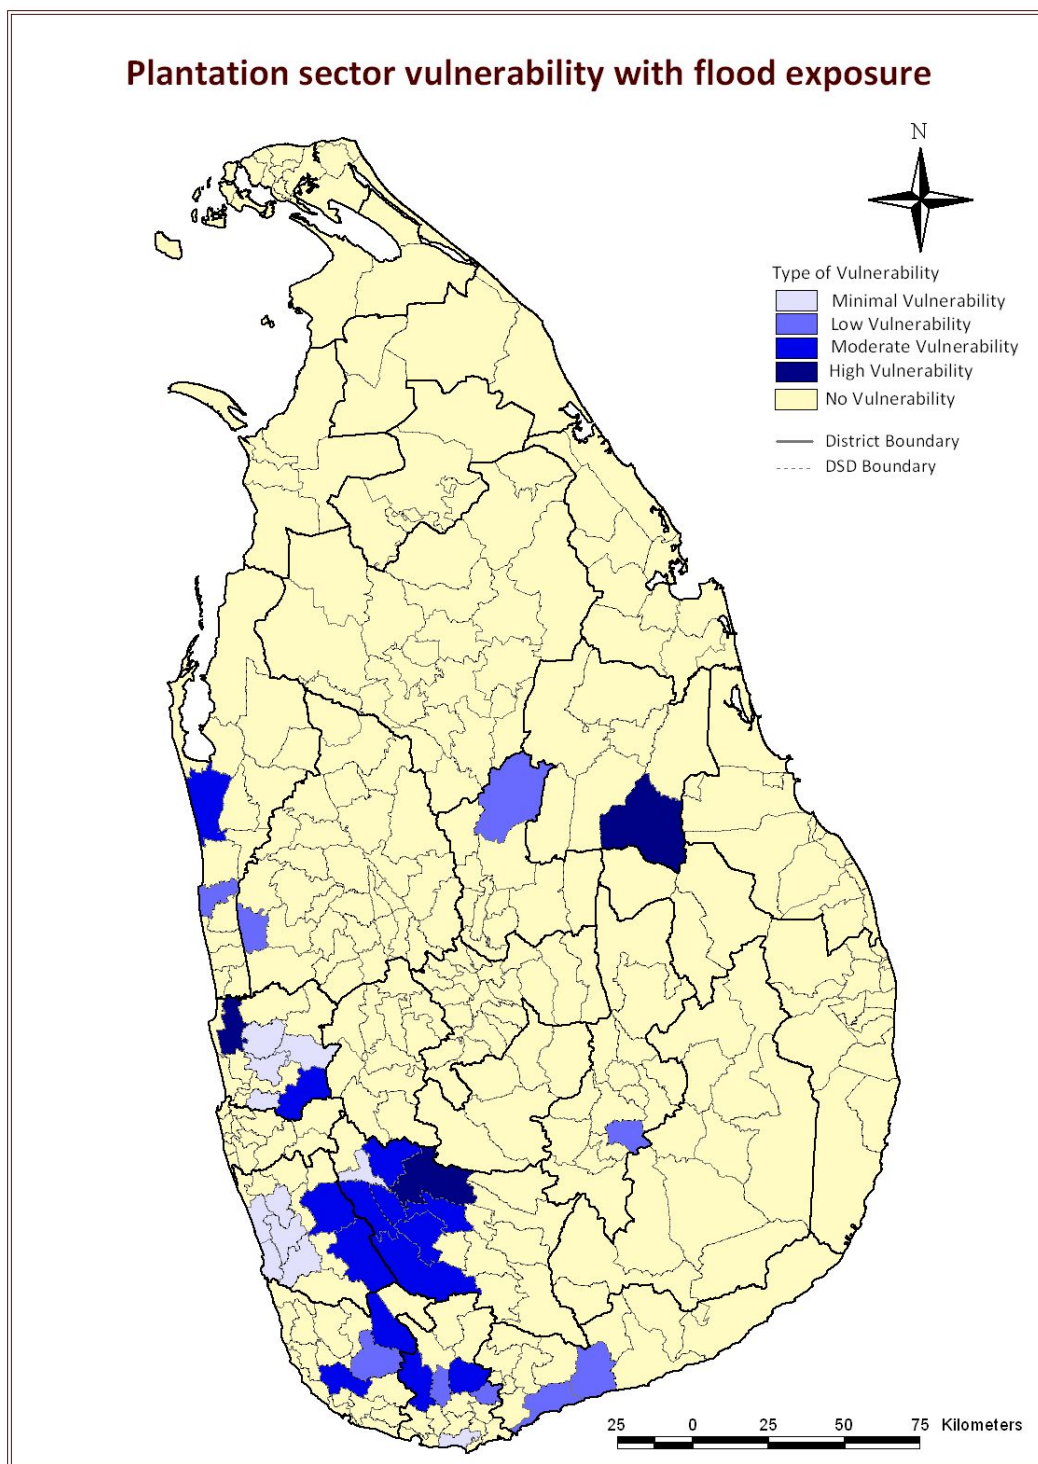 Plantation sector vulnerability with flood exposure
N
Type of Vulnerability
Minimal Vulnerability
Low Vulnerability
Moderate Vulnerability
High Vulnerability
No Vulnerability
District Boundary
DSD Boundary
25 0 25 50 75 Kilometers